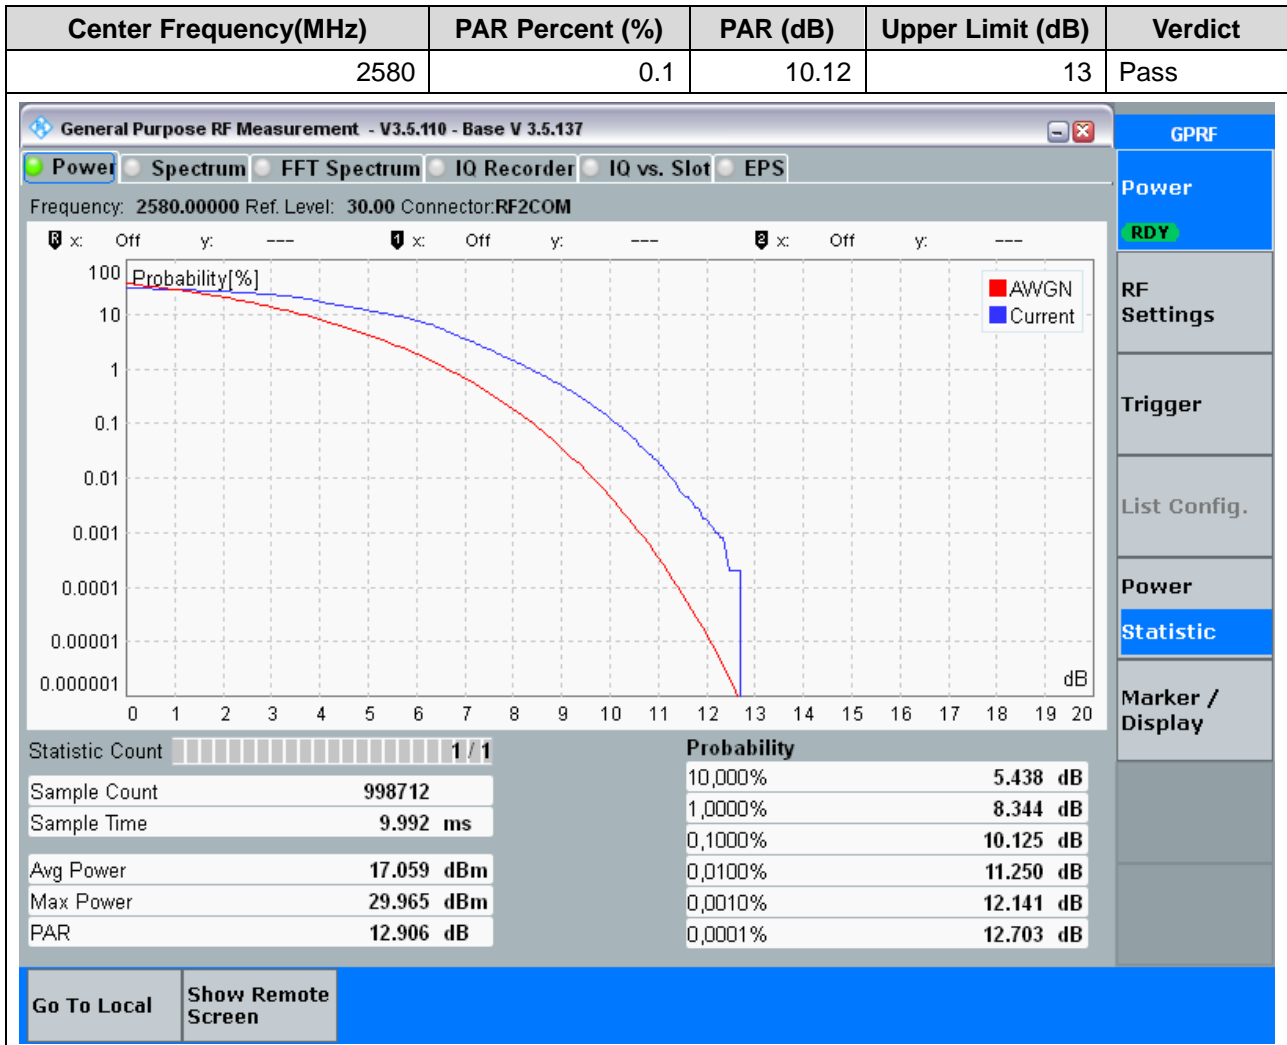 Center Frequency(MHz) PAR Percent (%) PAR (dB) Upper Limit (dB) Verdict
2580 0.1 10.12 13 Pass
General Purpose RF Measurement - V3.5.110 - Base V 3.5.137
GPRF
Power Spectrum FFT Spectrum IQ Recorder IQ vs. Slot EPS
Power
RDY
Frequency: 2580.00000 Ref. Level: 30.00 Connector:RF2COM
R x: Off y: --- 1 x: Off y: --- 2 x: Off y: ---
Probability[%]
AWGN
Current
100
10
1
0.1
0.01
0.001
0.0001
0.00001
0.000001
dB
0 1 2 3 4 5 6 7 8 9 10 11 12 13 14 15 16 17 18 19 20
RF
Settings
Trigger
List Config.
Power
Statistic
Marker /
Display
Statistic Count 1 / 1
Sample Count 998712
Sample Time 9.992 ms
Avg Power 17.059 dBm
Max Power 29.965 dBm
PAR 12.906 dB
Probability
10,000% 5.438 dB
1,0000% 8.344 dB
0,1000% 10.125 dB
0,0100% 11.250 dB
0,0010% 12.141 dB
0,0001% 12.703 dB
Go To Local
Show Remote
Screen